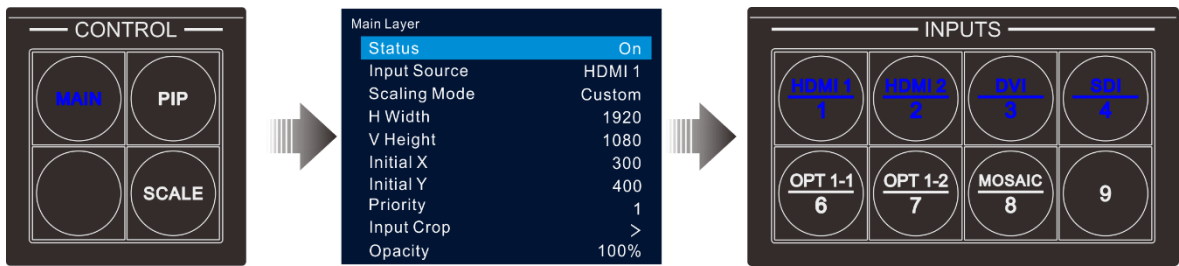 CONTROL
MAIN
PIP
SCALE
Main Layer
Status On
Input Source HDMI 1
Scaling Mode Custom
H Width 1920
V Height 1080
Initial X 300
Initial Y 400
Priority 1
Input Crop >
Opacity 100%
INPUTS
HDMI 1
1
HDMI 2
2
DVI
3
SDI
4
OPT 1-1
6
OPT 1-2
7
MOSAIC
8
9